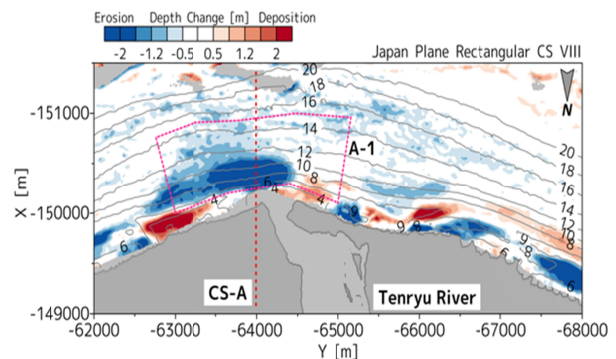 Erosion Depth Change [m] Deposition
-2 -1.2 -0.5 0.5 1.2 2
Japan Plane Rectangular CS VIII
20
18
16
14
12
10
8
N
A-1
-151000
-150000
-149000
X [m]
6 6
4 4
6
9 9 8 9 8 6
20
18
16
14
12
10
8
6
CS-A
Tenryu River
-62000 -63000 -64000 -65000 -66000 -67000 -68000
Y [m]